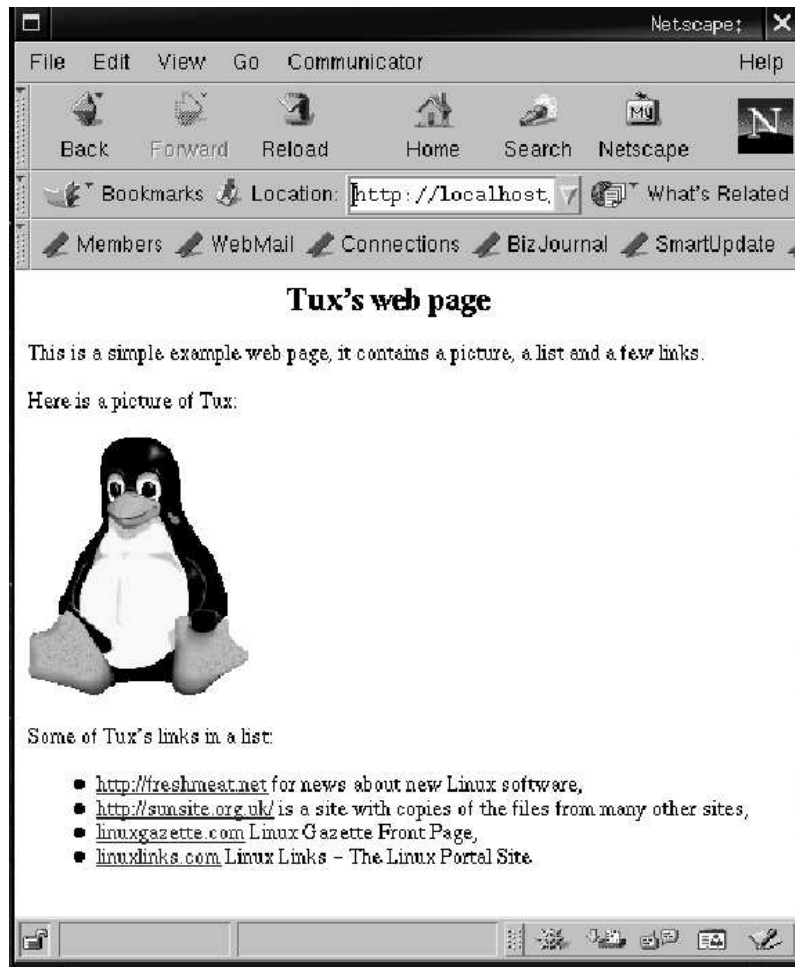 Netscape:
File Edit View Go Communicator Help
Back Forward Reload Home Search My Netscape N
Bookmarks Location: http://localhost, What's Related
Members WebMail Connections BizJournal SmartUpdate
Tux's web page
This is a simple example web page, it contains a picture, a list and a few links.
Here is a picture of Tux:
Some of Tux's links in a list:
http://freshmeat.net for news about new Linux software,
http://sunsite.org.uk/ is a site with copies of the files from many other sites,
linuxgazette.com Linux Gazette Front Page,
linuxlinks.com Linux Links – The Linux Portal Site